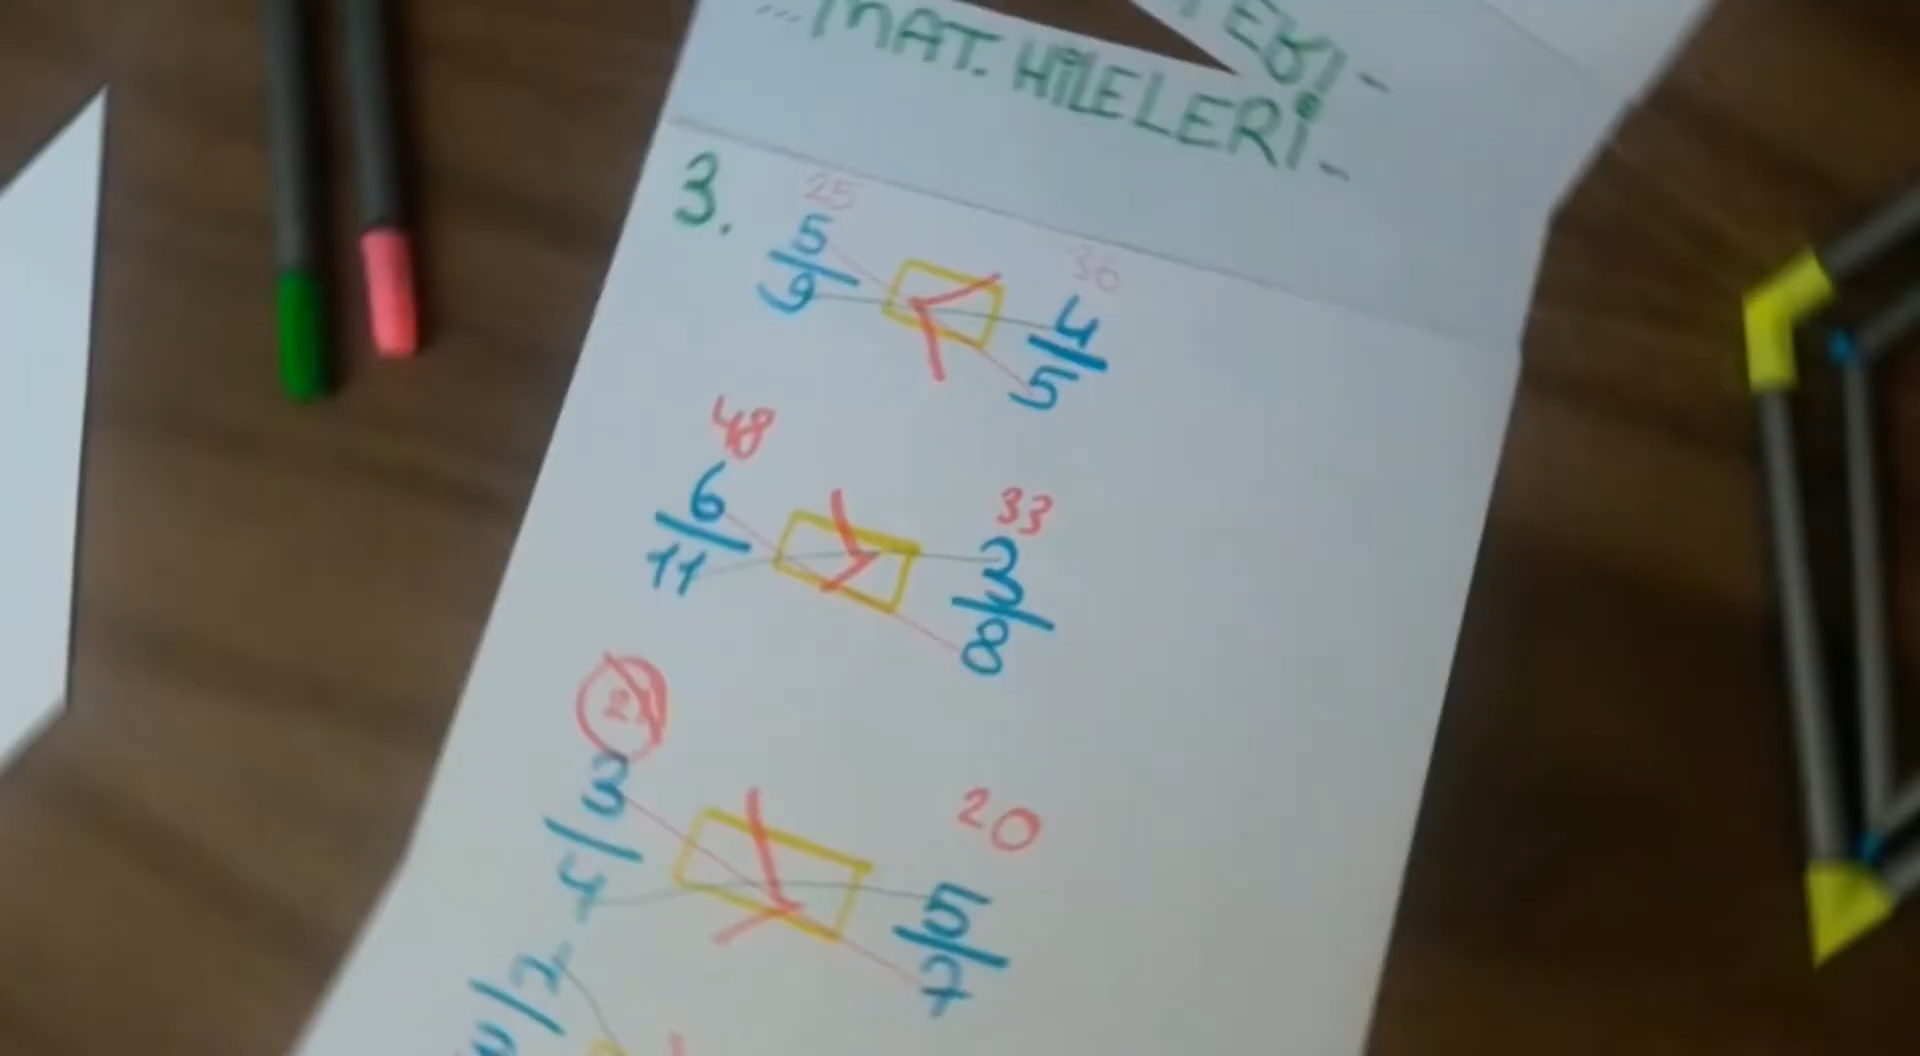 ...MAT. HİLELERİ-
3.
25 36
5/9 < 4/5
48 33
6/11 > 3/8
20
3/4 > 5/7